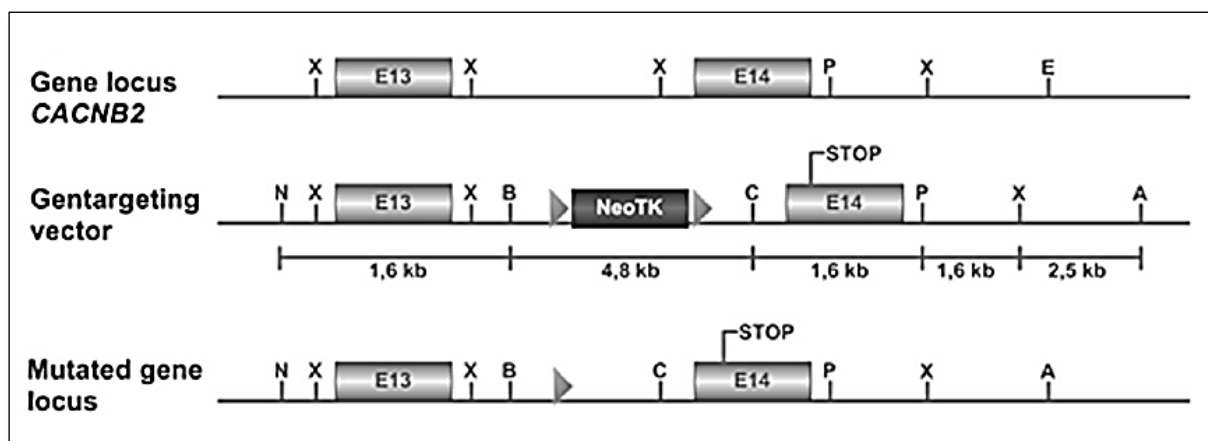 X X X P X E
E13 E14
Gene locus
CACNB2
STOP
N X X B C P X A
E13 NeoTK E14
Gentargeting
vector
1,6 kb 4,8 kb 1,6 kb 1,6 kb 2,5 kb
STOP
N X X B C P X A
E13 E14
Mutated gene
locus